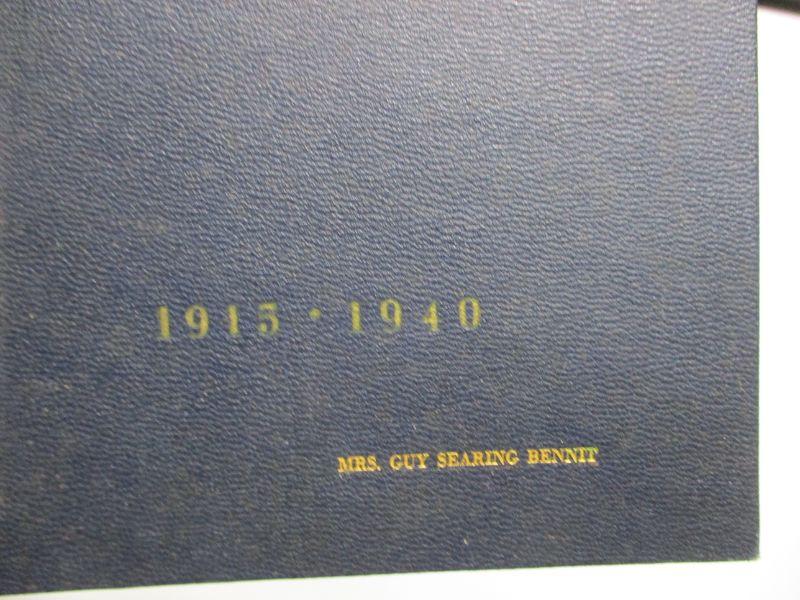 1915 · 1940
MRS. GUY SEARING BENNIT